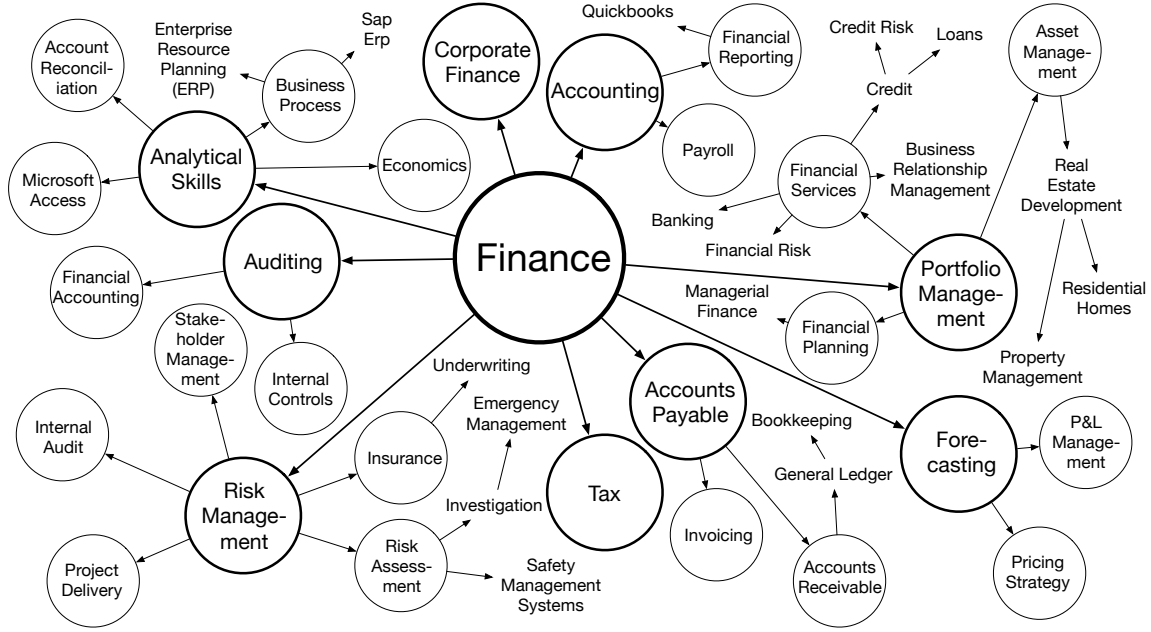 Account
Reconcil-
iation
Enterprise
Resource
Planning
(ERP)
Sap
Erp
Business
Process
Analytical
Skills
Microsoft
Access
Economics
Corporate
Finance
Accounting
Quickbooks
Financial
Reporting
Payroll
Credit Risk
Loans
Credit
Financial
Services
Business
Relationship
Management
Banking
Financial Risk
Asset
Manage-
ment
Real
Estate
Development
Residential
Homes
Property
Management
Portfolio
Manage-
ment
Managerial
Finance
Financial
Planning
Finance
Auditing
Financial
Accounting
Internal
Controls
Stake-
holder
Manage-
ment
Internal
Audit
Risk
Manage-
ment
Project
Delivery
Insurance
Underwriting
Emergency
Management
Investigation
Risk
Assess-
ment
Safety
Management
Systems
Tax
Accounts
Payable
Invoicing
Bookkeeping
General Ledger
Accounts
Receivable
Fore-
casting
P&L
Manage-
ment
Pricing
Strategy